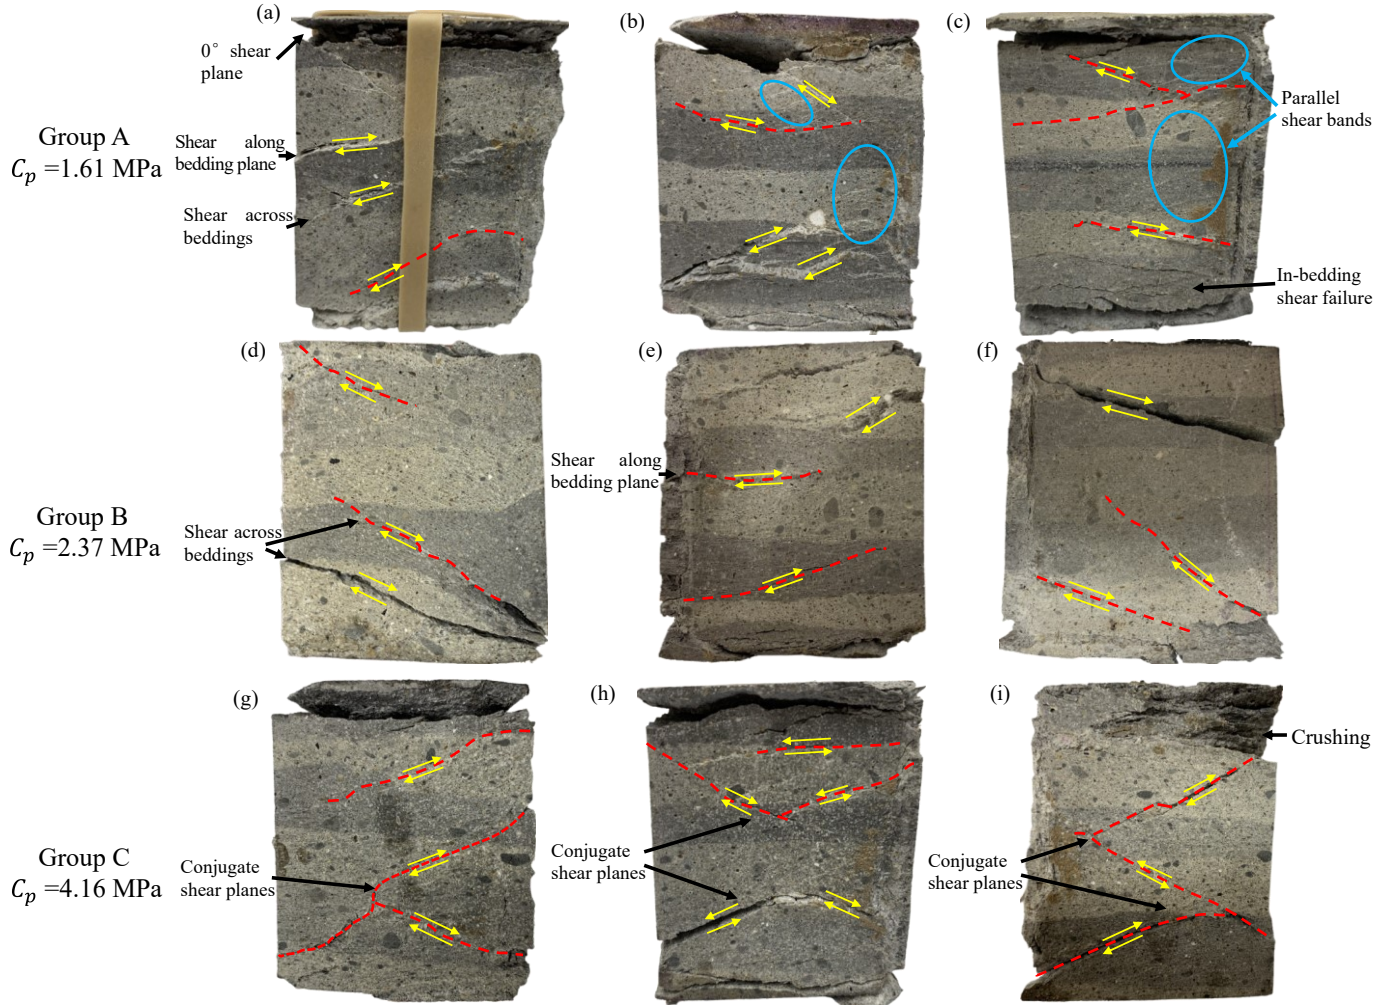 (a)
(b)
(c)
0° shear
plane
Group A
Cₚ =1.61 MPa
Shear along
bedding plane
Shear across
beddings
Parallel
shear bands
In-bedding
shear failure
(d)
(e)
(f)
Group B
Cₚ =2.37 MPa
Shear across
beddings
Shear along
bedding plane
(g)
(h)
(i)
Group C
Cₚ =4.16 MPa
Conjugate
shear planes
Conjugate
shear planes
Conjugate
shear planes
Crushing